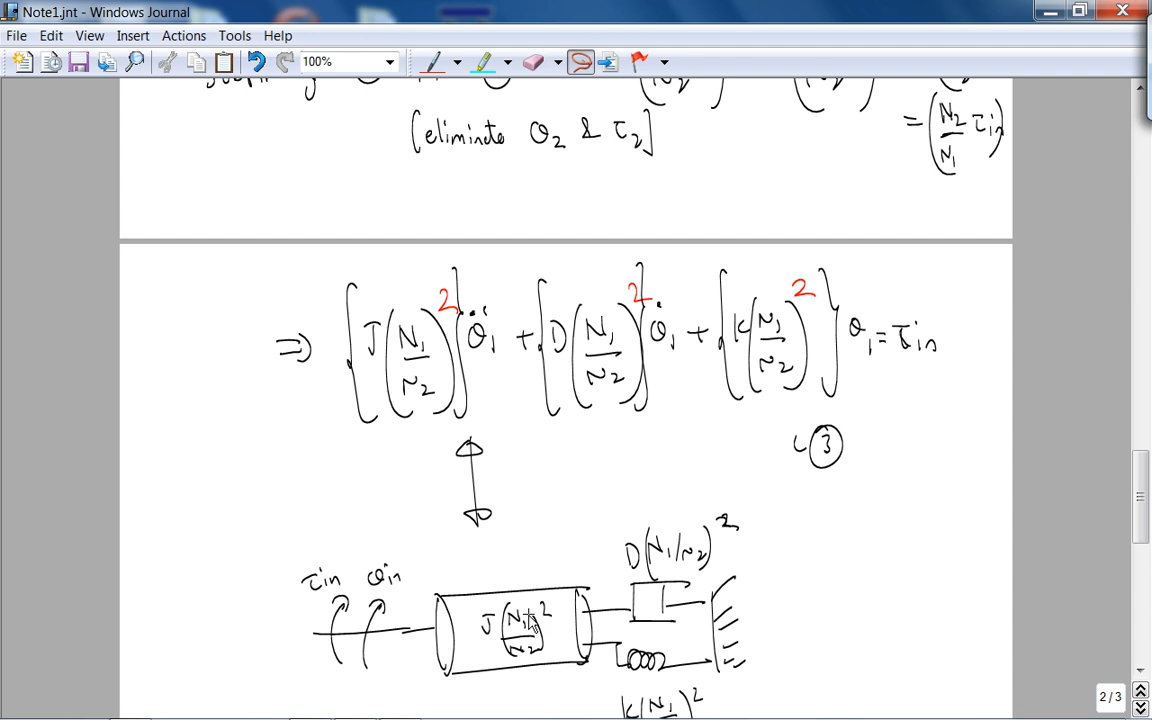 Note1.jnt - Windows Journal
File Edit View Insert Actions Tools Help
100%
(N2/N1 τin)
=
[eliminate θ2 & τ2]
⇒ {J(N1/N2)²}θ̈1 + {D(N1/N2)²}θ̇1 + {K(N1/N2)²}θ1 = τin
③
D(N1/N2)²
τin θin
J(N1/N2)²
K(N1 )²
2/3